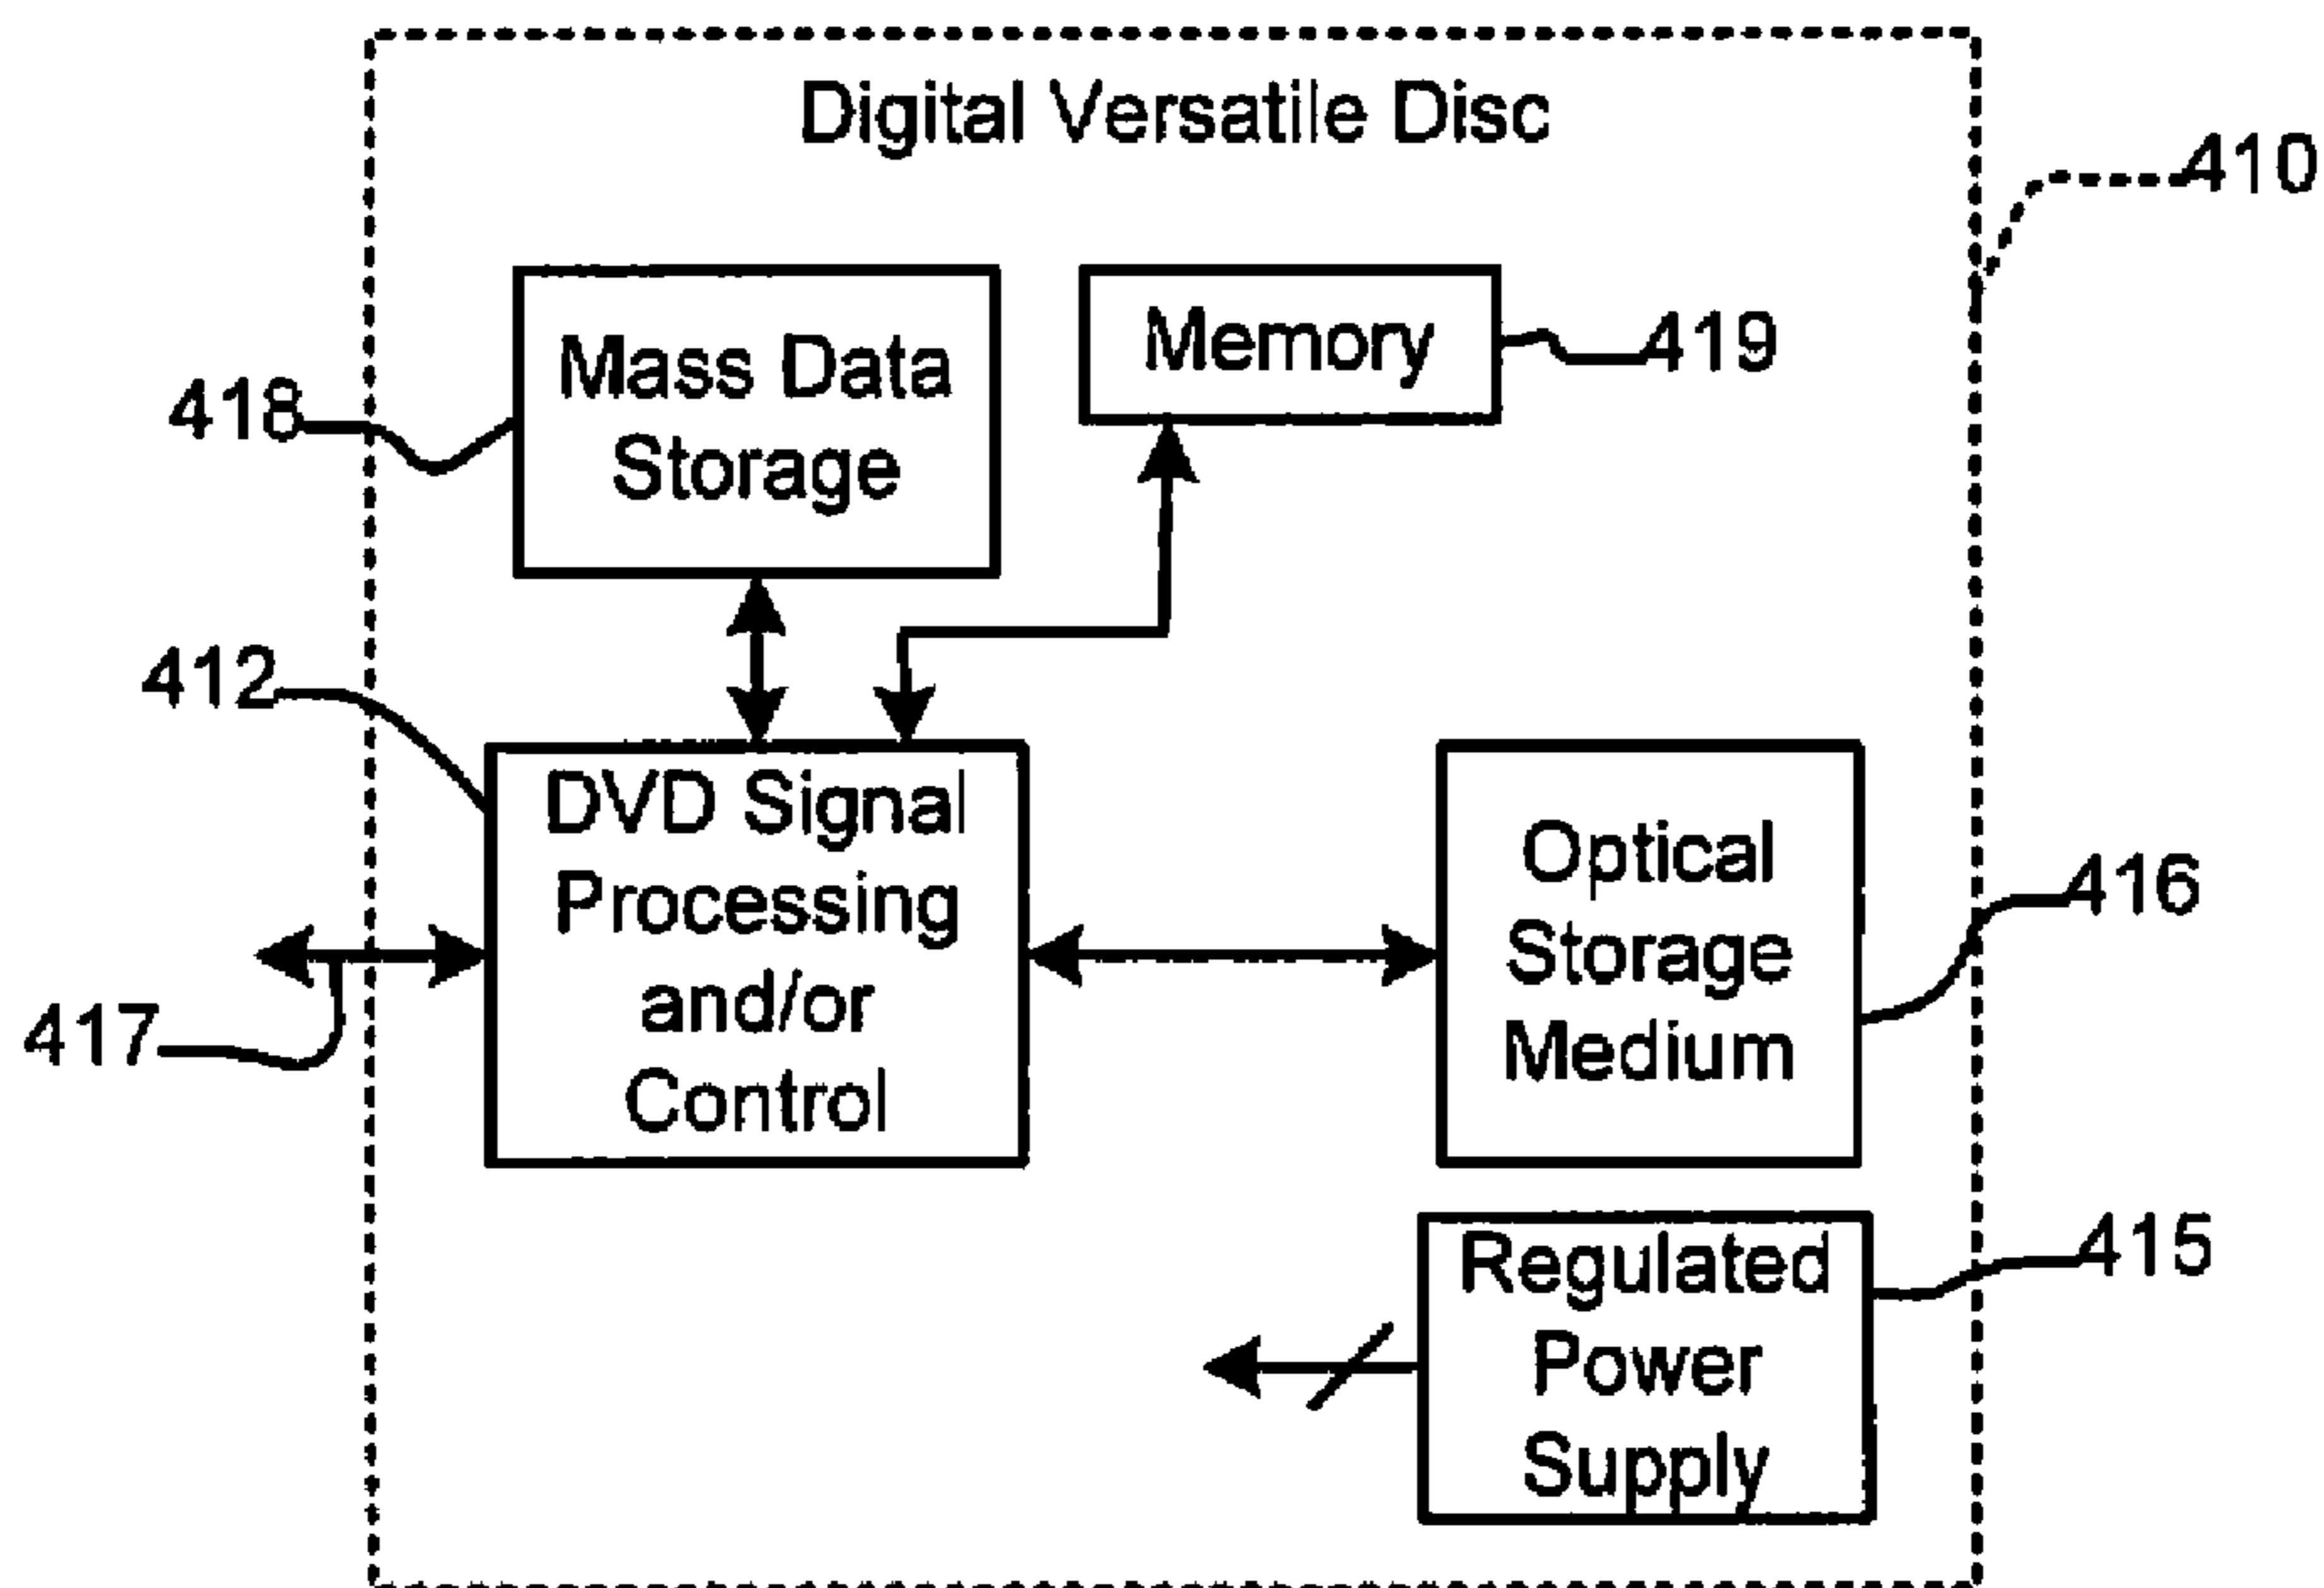 Digital Versatile Disc
410
Mass Data
Storage
418
Memory
419
412
DVD Signal
Processing
and/or
Control
417
Optical
Storage
Medium
416
Regulated
Power
Supply
415